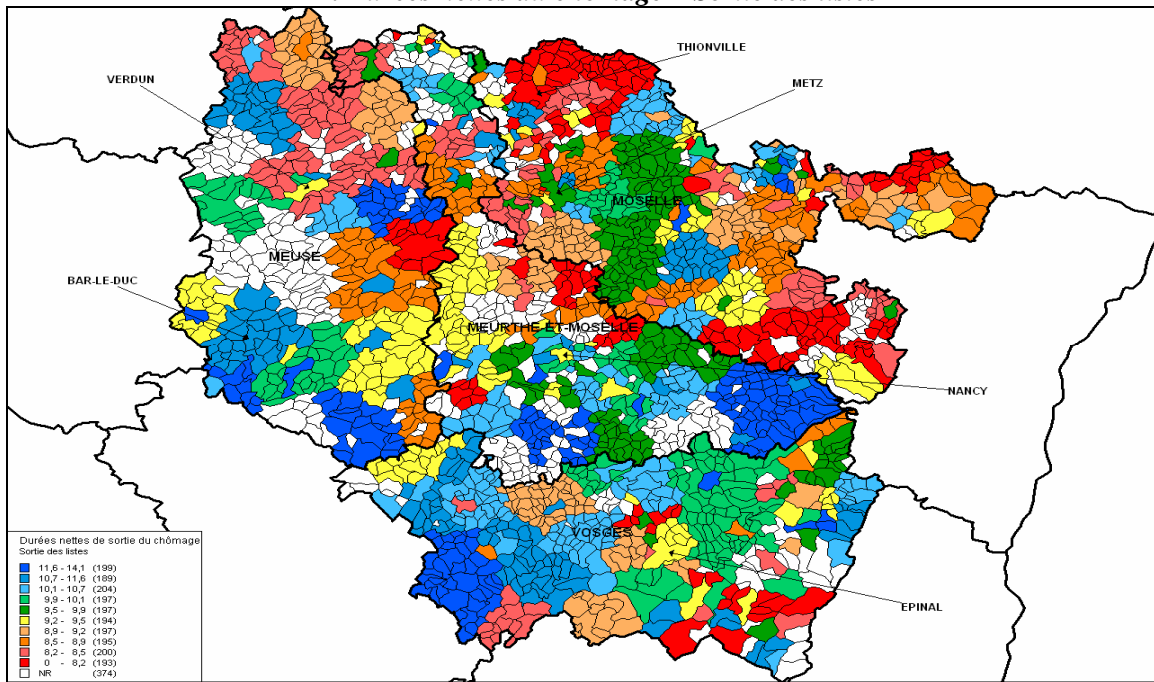 THIONVILLE
VERDUN
METZ
MOSELLE
MEUSE
BAR-LE-DUC
MEURTHE-ET-MOSELLE
NANCY
VOSGES
EPINAL
Durées nettes de sortie du chômage
Sortie des listes
11,6 - 14,1 (199)
10,7 - 11,6 (189)
10,1 - 10,7 (204)
9,9 - 10,1 (197)
9,5 - 9,9 (197)
9,2 - 9,5 (194)
8,9 - 9,2 (197)
8,5 - 8,9 (195)
8,2 - 8,5 (200)
0 - 8,2 (193)
NR (374)